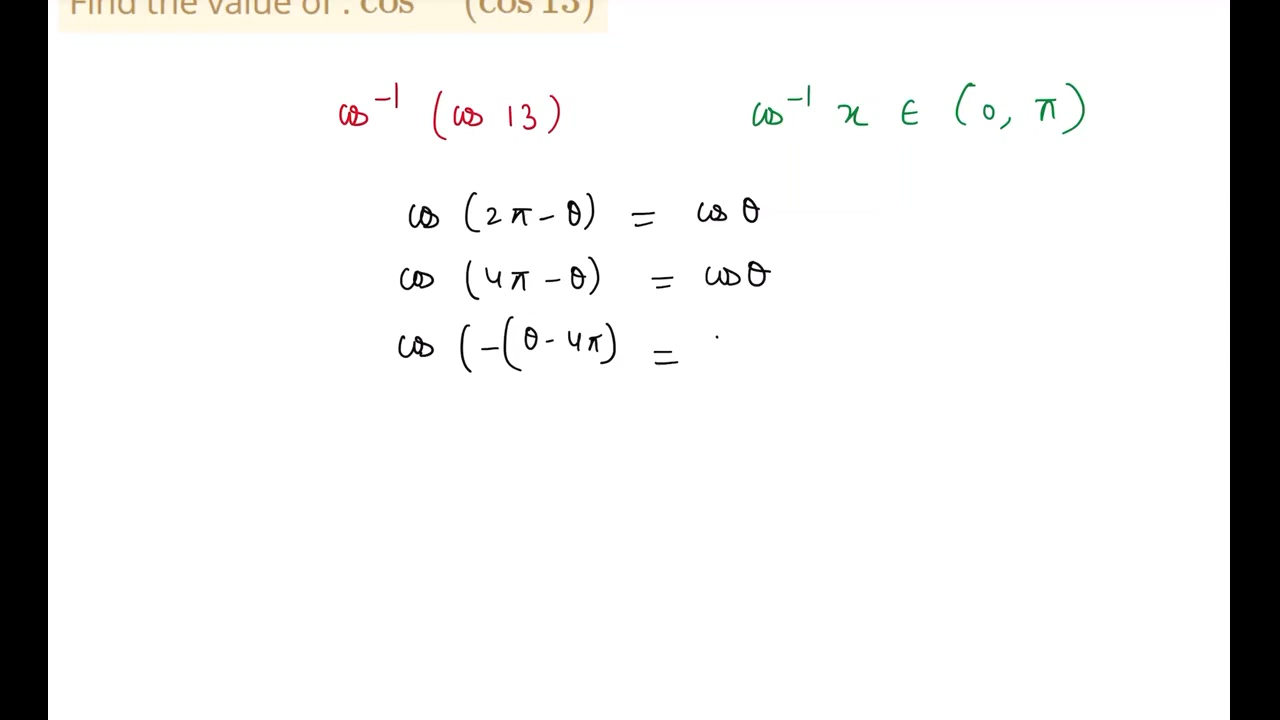 Find the value of : cos (cos 13)
cos⁻¹ (cos 13) cos⁻¹ x ∈ (0, π)
cos (2π - θ) = cos θ
cos (4π - θ) = cos θ
cos (-(θ - 4π) =